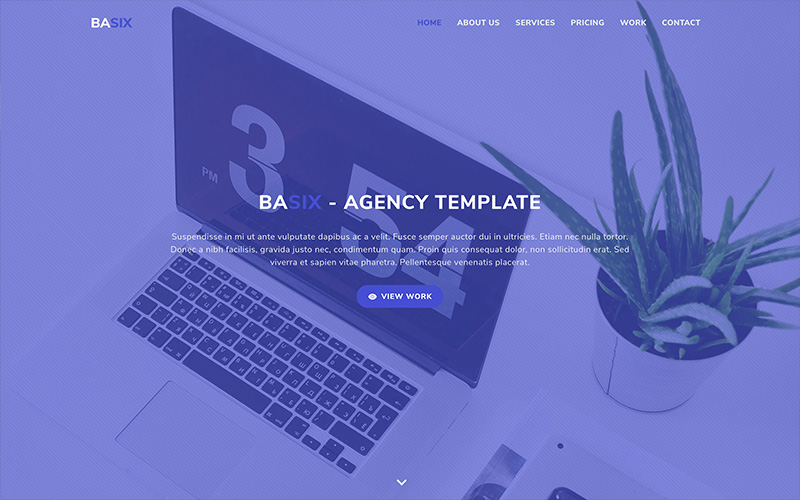 BASIX
HOME ABOUT US SERVICES PRICING WORK CONTACT
3 54
PM
BASIX - AGENCY TEMPLATE
Suspendisse in mi ut ante vulputate dapibus ac a velit. Fusce semper auctor dui in ultricies. Etiam nec nulla tortor.
Donec a nibh facilisis, gravida justo nec, condimentum quam. Proin quis consequat dolor, non sollicitudin erat. Sed
viverra et sapien vitae pharetra. Pellentesque venenatis placerat.
VIEW WORK